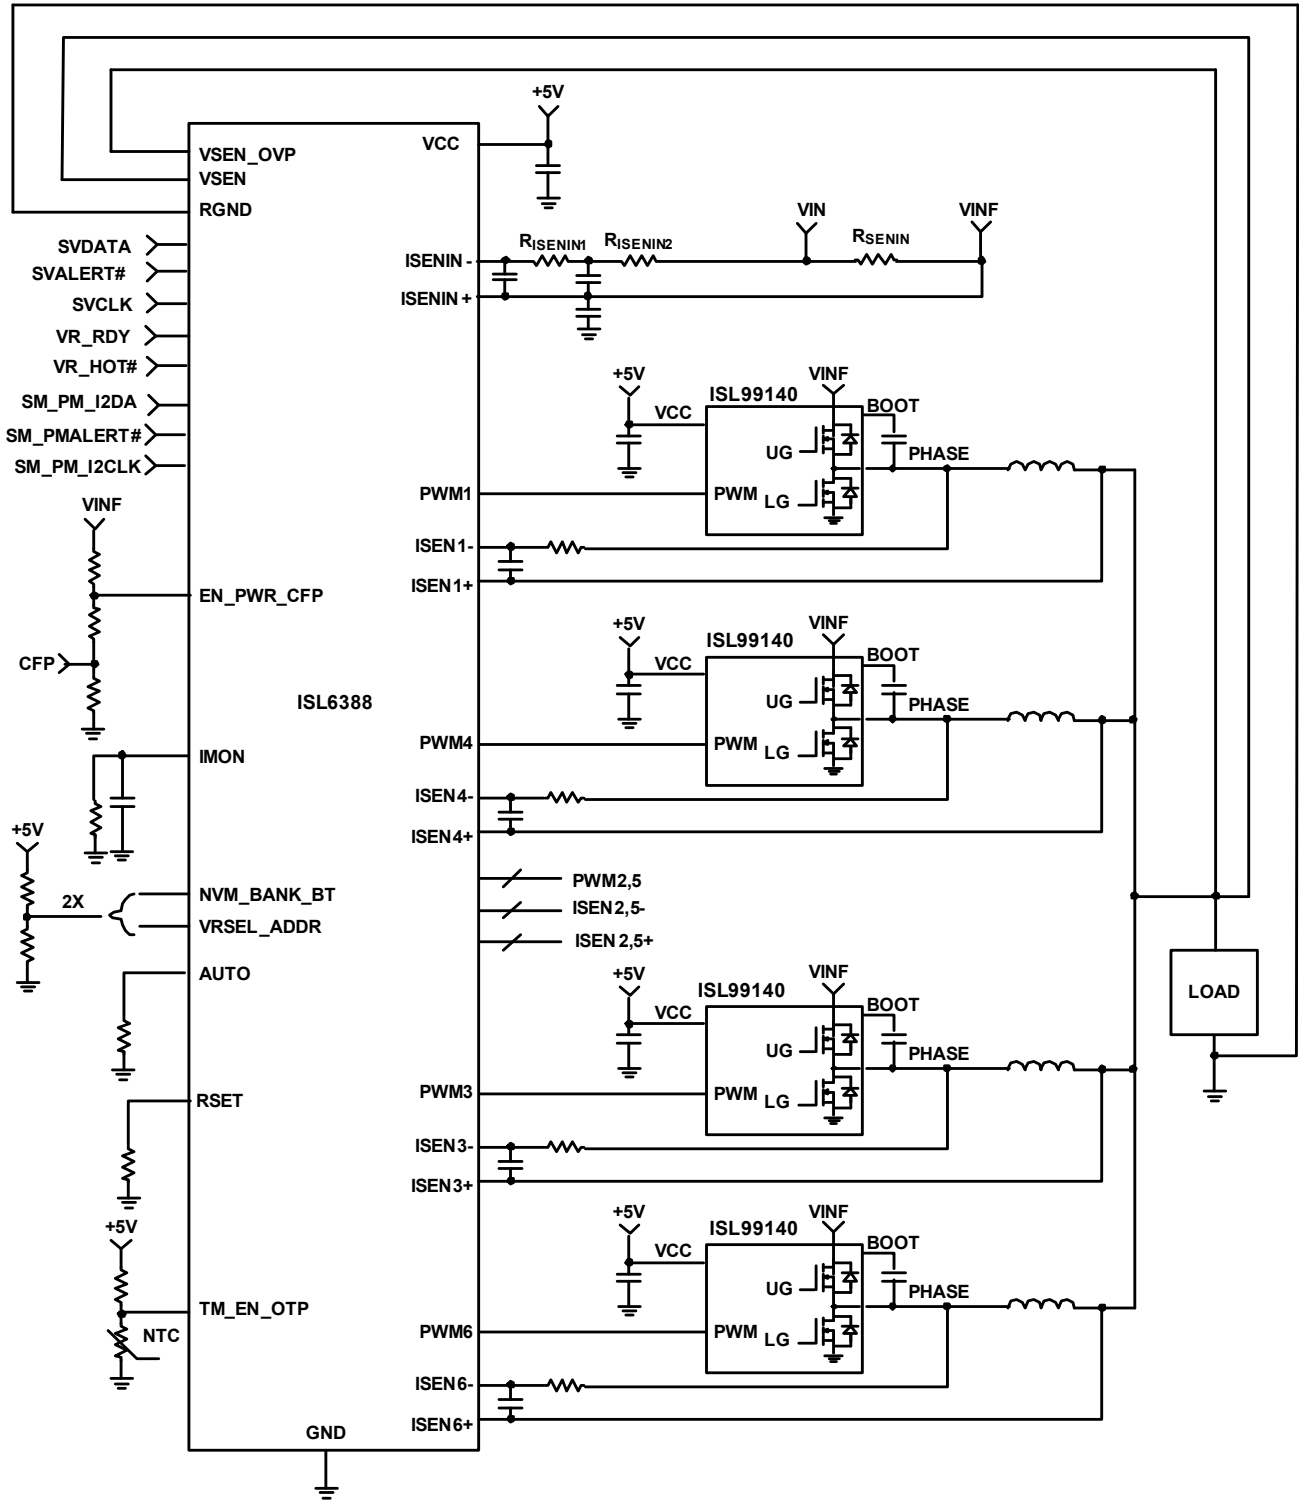 +5V
VCC
VSEN_OVP
VSEN
RGND
VIN
VINF
SVDATA
SVALERT#
SVCLK
VR_RDY
VR_HOT#
SM_PM_I2DA
SM_PMALERT#
SM_PM_I2CLK
ISENIN -
RISENIN1
RISENIN2
RSENIN
ISENIN +
+5V
VCC
ISL99140
VINF
BOOT
UG
PHASE
PWM1
PWM
LG
ISEN1-
ISEN1+
VINF
EN_PWR_CFP
CFP
ISL6388
+5V
VCC
ISL99140
VINF
BOOT
UG
PHASE
PWM4
PWM
LG
ISEN4-
ISEN4+
IMON
+5V
2X
NVM_BANK_BT
VRSEL_ADDR
PWM2,5
ISEN2,5-
ISEN2,5+
AUTO
LOAD
+5V
VCC
ISL99140
VINF
BOOT
UG
PHASE
PWM3
PWM
LG
RSET
ISEN3-
ISEN3+
+5V
VCC
ISL99140
VINF
BOOT
UG
PHASE
+5V
TM_EN_OTP
NTC
PWM6
PWM
LG
ISEN6-
ISEN6+
GND